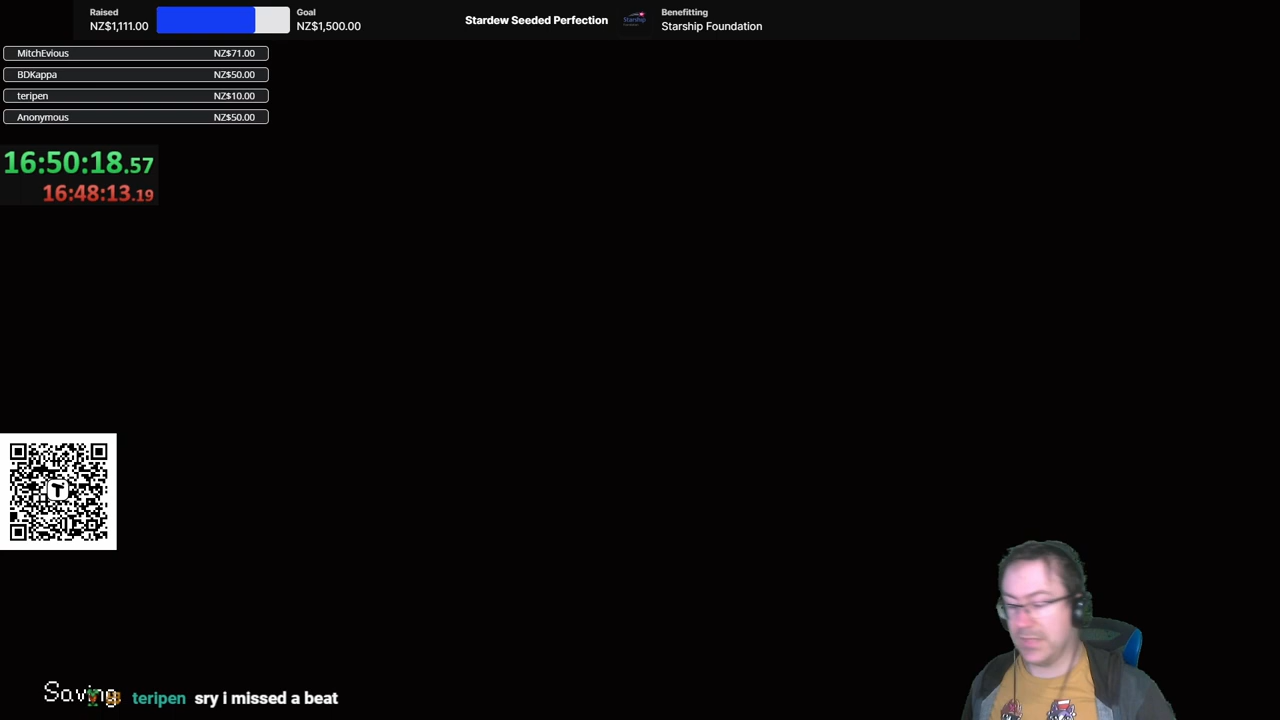 Raised
NZ$1,111.00
Goal
NZ$1,500.00
Stardew Seeded Perfection
Starship
Benefitting
Starship Foundation
MitchEvious NZ$71.00
BDKappa NZ$50.00
teripen NZ$10.00
Anonymous NZ$50.00
16:50:18.57
16:48:13.19
T
Saving
teripen sry i missed a beat